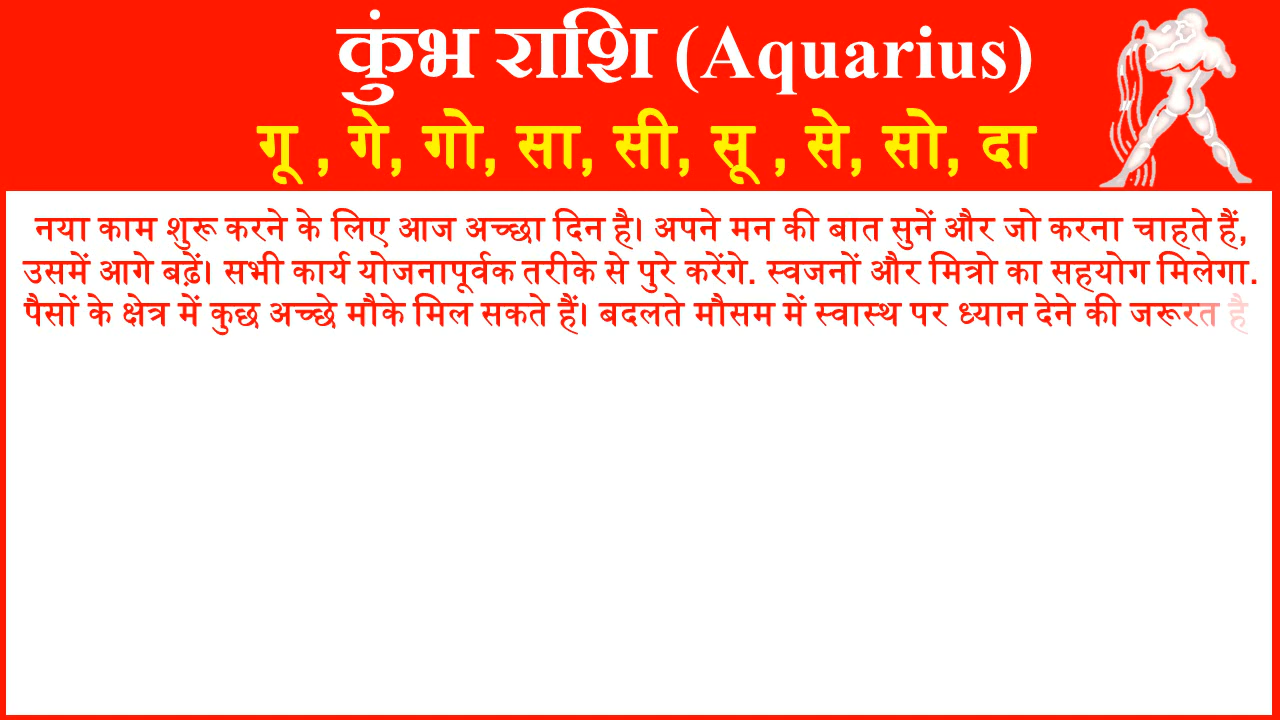 कुंभ राशि (Aquarius)
गू , गे, गो, सा, सी, सू , से, सो, दा
नया काम शुरू करने के लिए आज अच्छा दिन है। अपने मन की बात सुनें और जो करना चाहते हैं,
उसमें आगे बढ़ें। सभी कार्य योजनापूर्वक तरीके से पुरे करेंगे. स्वजनों और मित्रो का सहयोग मिलेगा.
पैसों के क्षेत्र में कुछ अच्छे मौके मिल सकते हैं। बदलते मौसम में स्वास्थ पर ध्यान देने की जरूरत है